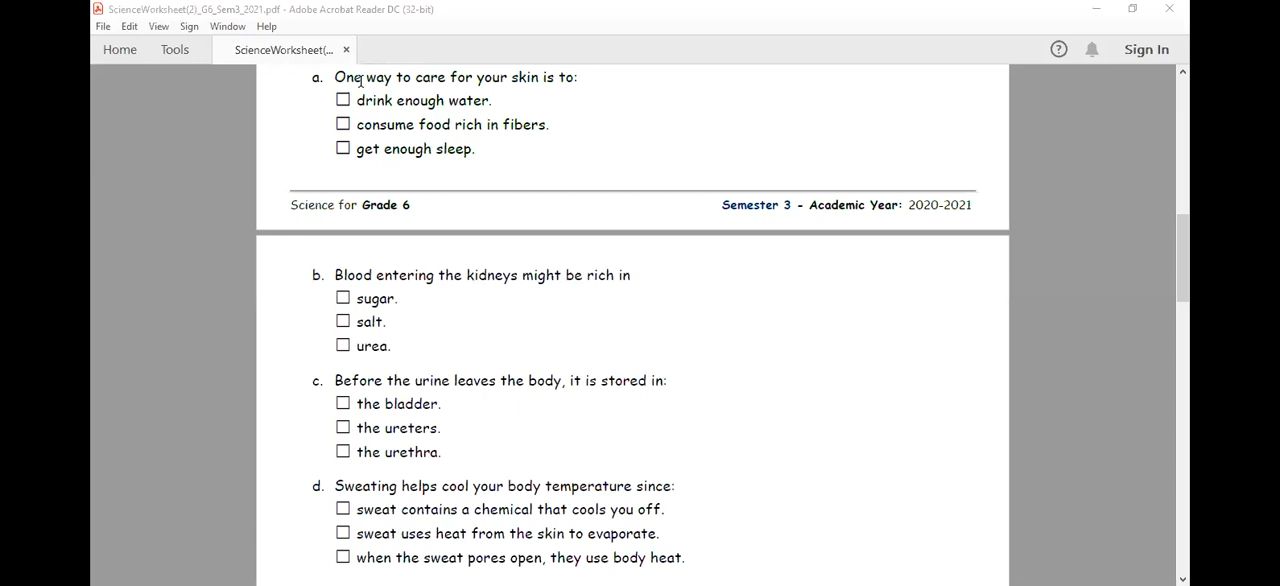 ScienceWorksheet(2)_G6_Sem3_2021.pdf - Adobe Acrobat Reader DC (32-bit)
File Edit View Sign Window Help
Home Tools ScienceWorksheet(... × Sign In
a. One way to care for your skin is to:
drink enough water.
consume food rich in fibers.
get enough sleep.
Science for Grade 6 Semester 3 - Academic Year: 2020-2021
b. Blood entering the kidneys might be rich in
sugar.
salt.
urea.
c. Before the urine leaves the body, it is stored in:
the bladder.
the ureters.
the urethra.
d. Sweating helps cool your body temperature since:
sweat contains a chemical that cools you off.
sweat uses heat from the skin to evaporate.
when the sweat pores open, they use body heat.